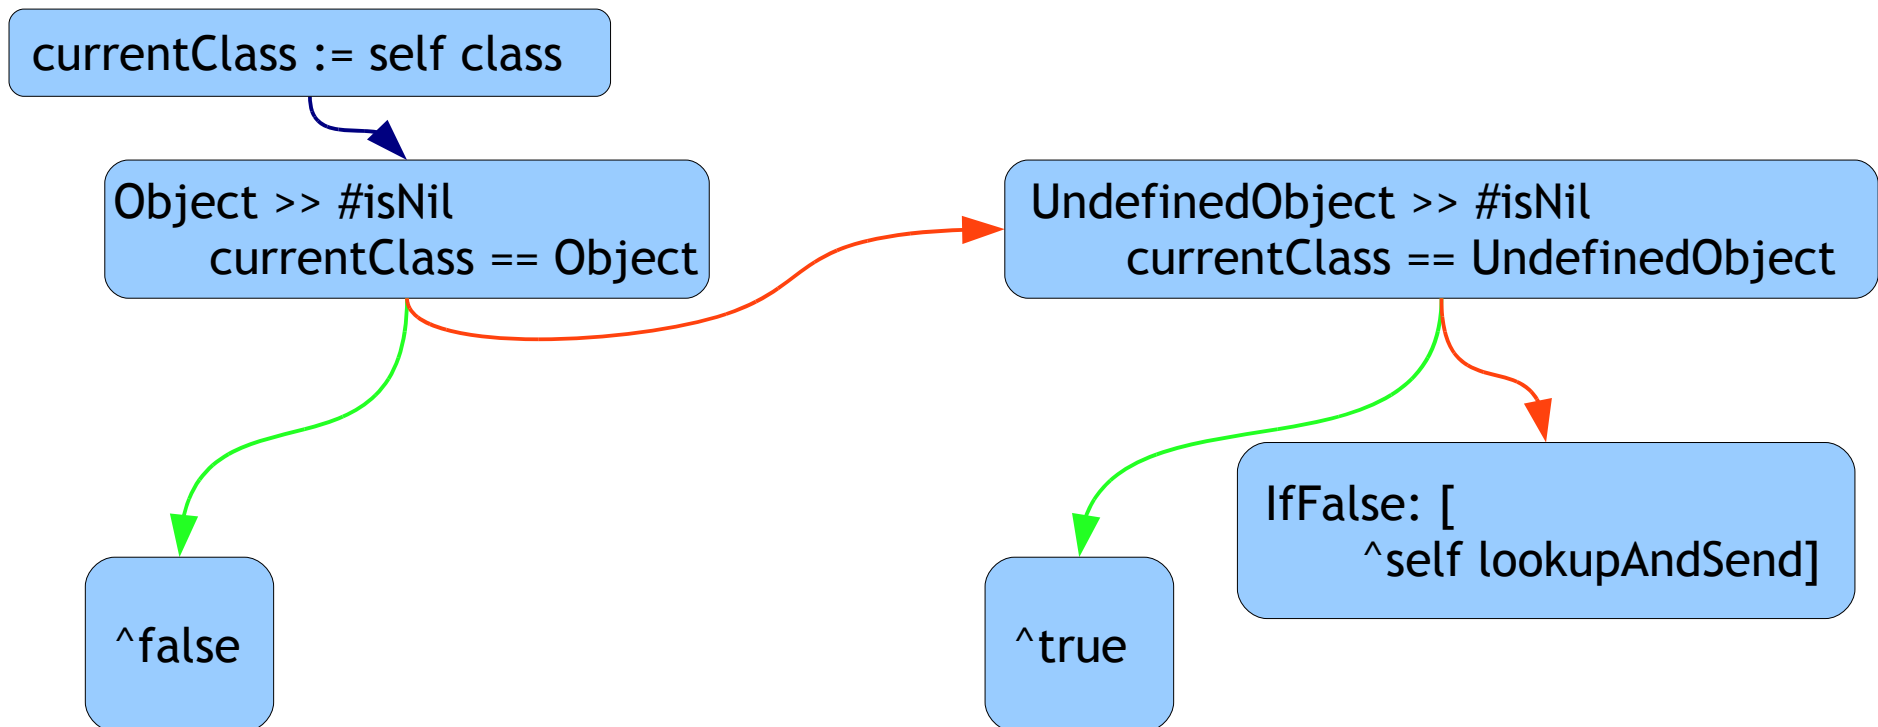 currentClass := self class
Object >> #isNil
currentClass == Object
UndefinedObject >> #isNil
currentClass == UndefinedObject
IfFalse: [
^self lookupAndSend]
^false
^true